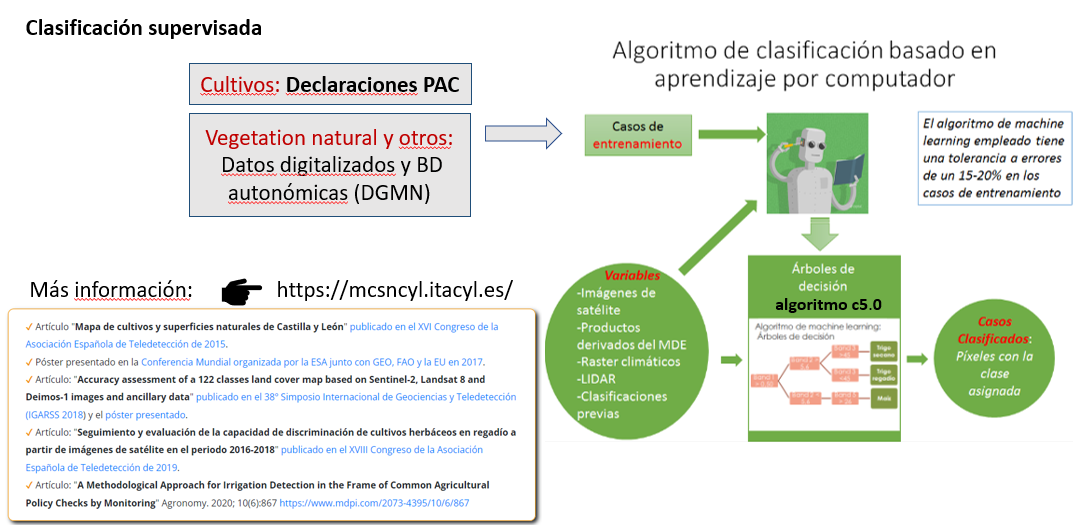 Clasificación supervisada
Cultivos: Declaraciones PAC
Vegetation natural y otros:
Datos digitalizados y BD
autonómicas (DGMN)
Algoritmo de clasificación basado en
aprendizaje por computador
Casos de
entrenamiento
El algoritmo de machine
learning empleado tiene
una tolerancia a errores
de un 15-20% en los
casos de entrenamiento
Variables
-Imágenes de
satélite
-Productos
derivados del MDE
-Raster climáticos
-LIDAR
-Clasificaciones
previas
Árboles de
decisión
algoritmo c5.0
Algoritmo de machine learning:
Árboles de decisión
Trigo
secano
Trigo
regadío
Maíz
Casos
Clasificados:
Píxeles con la
clase
asignada
Más información:
https://mcsncyl.itacyl.es/
✓ Artículo "Mapa de cultivos y superficies naturales de Castilla y León" publicado en el XVI Congreso de la
Asociación Española de Teledetección de 2015.
✓ Póster presentado en la Conferencia Mundial organizada por la ESA junto con GEO, FAO y la EU en 2017.
✓ Artículo: "Accuracy assessment of a 122 classes land cover map based on Sentinel-2, Landsat 8 and
Deimos-1 images and ancillary data" publicado en el 38º Simposio Internacional de Geociencias y Teledetección
(IGARSS 2018) y el póster presentado.
✓ Artículo: "Seguimiento y evaluación de la capacidad de discriminación de cultivos herbáceos en regadío a
partir de imágenes de satélite en el periodo 2016-2018" publicado en el XVIII Congreso de la Asociación
Española de Teledetección de 2019.
✓ Artículo: "A Methodological Approach for Irrigation Detection in the Frame of Common Agricultural
Policy Checks by Monitoring" Agronomy. 2020; 10(6):867 https://www.mdpi.com/2073-4395/10/6/867